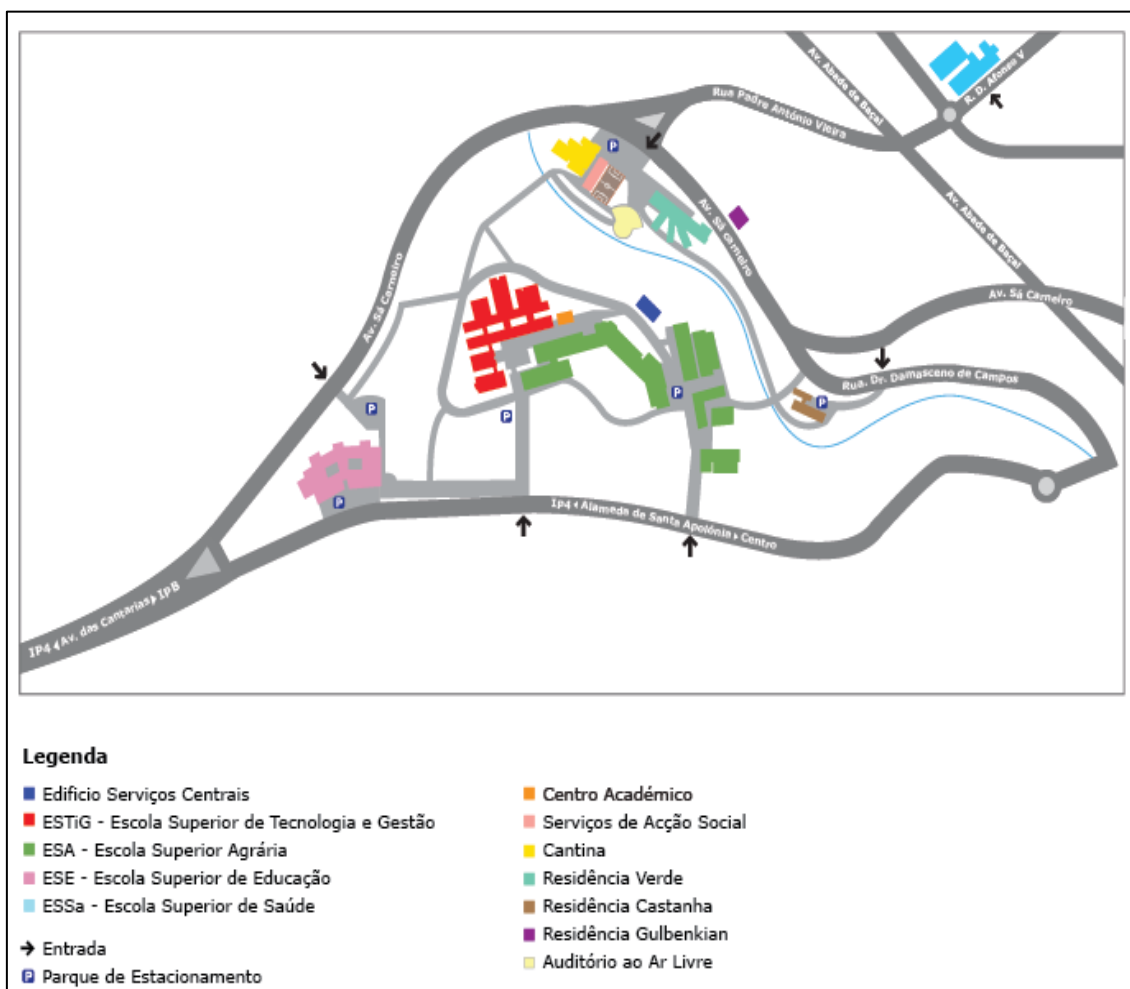 Av. Abade de Baçal
R. D. Afonso V
Rua Padre António Vieira
P
Av. Sá carneiro
Av. Abade de Baçal
Av. Sá Carneiro
Av. Sá Carneiro
Rua. Dr. Damasceno de Campos
P
P
P
P
P
Ip4 Alameda de Santa Apolónia Centro
IP4 Av. das Cantarias IpB
Legenda
Edificio Serviços Centrais
ESTiG - Escola Superior de Tecnologia e Gestão
ESA - Escola Superior Agrária
ESE - Escola Superior de Educação
ESSa - Escola Superior de Saúde
Entrada
P Parque de Estacionamento
Centro Académico
Serviços de Acção Social
Cantina
Residência Verde
Residência Castanha
Residência Gulbenkian
Auditório ao Ar Livre